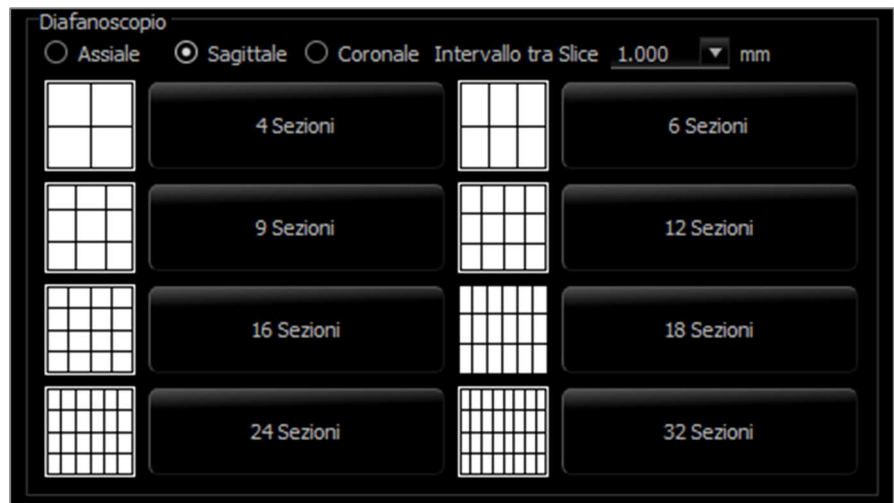 Diafanoscopio
Assiale Sagittale Coronale Intervallo tra Slice 1.000 mm
4 Sezioni 6 Sezioni
9 Sezioni 12 Sezioni
16 Sezioni 18 Sezioni
24 Sezioni 32 Sezioni